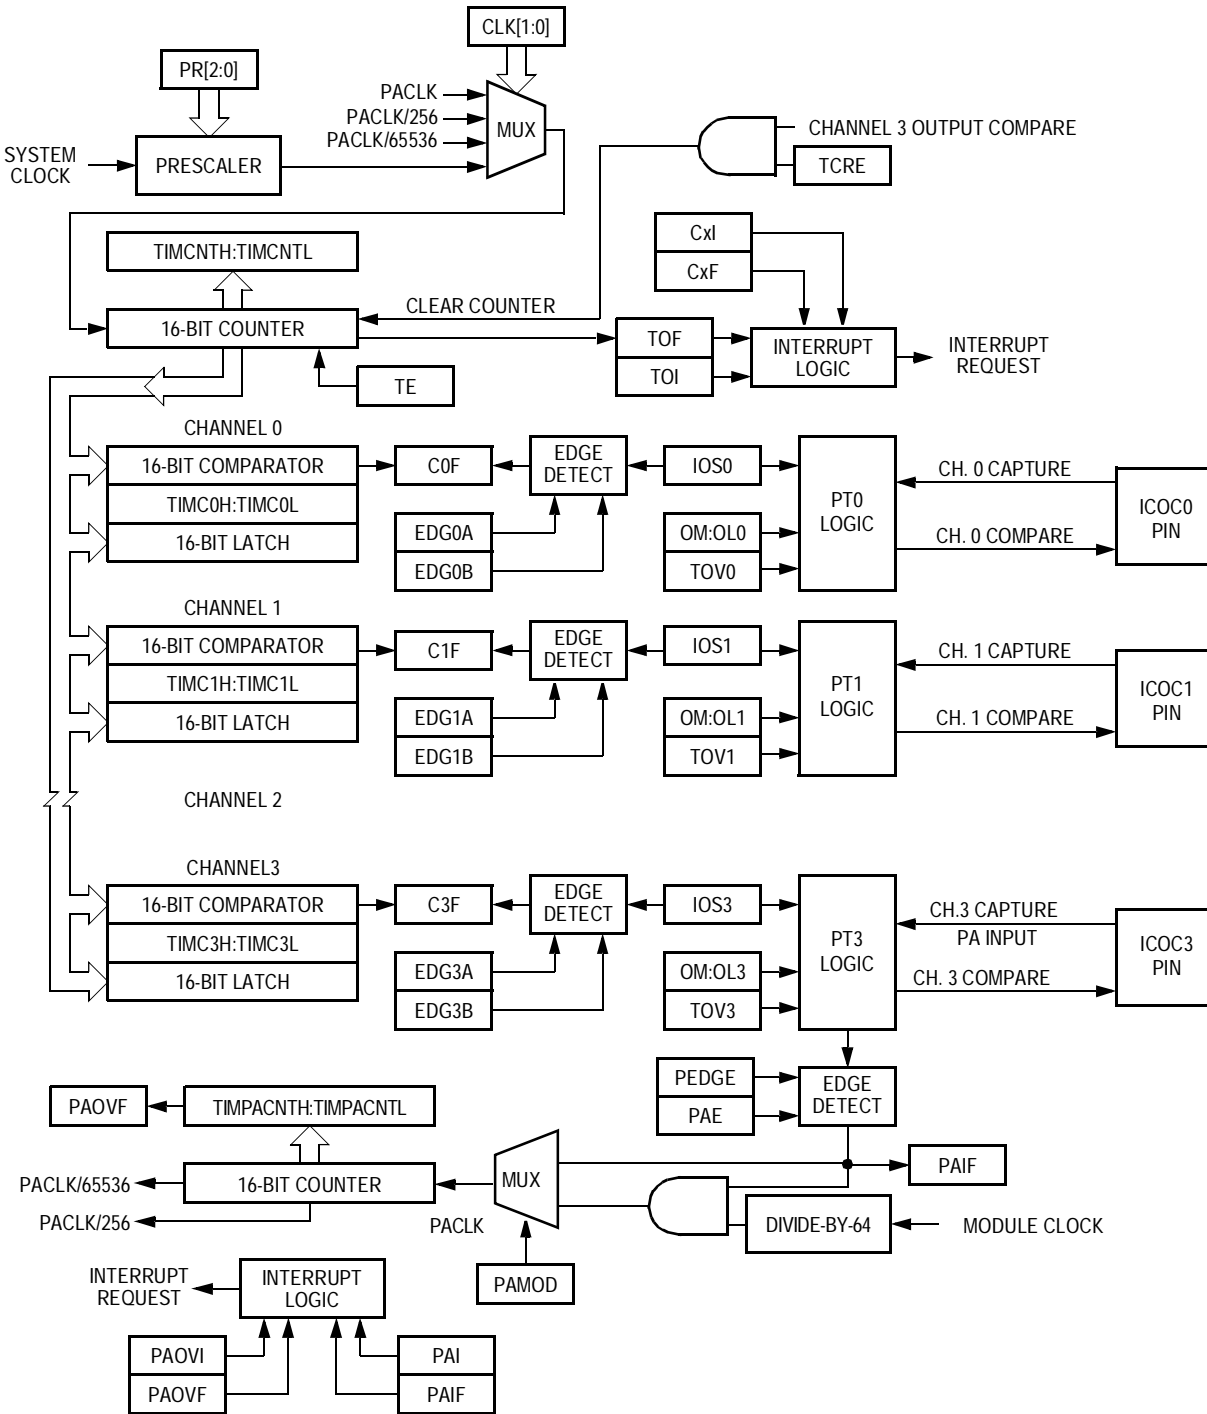 CLK[1:0]
PR[2:0]
PACLK
PACLK/256
PACLK/65536
MUX
SYSTEM
CLOCK
PRESCALER
CHANNEL 3 OUTPUT COMPARE
TCRE
TIMCNTH:TIMCNTL
CxI
CxF
CLEAR COUNTER
16-BIT COUNTER
TOF
TOI
INTERRUPT
LOGIC
INTERRUPT
REQUEST
TE
CHANNEL 0
16-BIT COMPARATOR
TIMC0H:TIMC0L
16-BIT LATCH
C0F
EDGE
DETECT
IOS0
EDG0A
EDG0B
OM:OL0
TOV0
PT0
LOGIC
CH. 0 CAPTURE
CH. 0 COMPARE
ICOC0
PIN
CHANNEL 1
16-BIT COMPARATOR
TIMC1H:TIMC1L
16-BIT LATCH
C1F
EDGE
DETECT
IOS1
EDG1A
EDG1B
OM:OL1
TOV1
PT1
LOGIC
CH. 1 CAPTURE
CH. 1 COMPARE
ICOC1
PIN
CHANNEL 2
CHANNEL3
16-BIT COMPARATOR
TIMC3H:TIMC3L
16-BIT LATCH
C3F
EDGE
DETECT
IOS3
EDG3A
EDG3B
OM:OL3
TOV3
PT3
LOGIC
CH.3 CAPTURE
PA INPUT
CH. 3 COMPARE
ICOC3
PIN
PEDGE
PAE
EDGE
DETECT
PAOVF
TIMPACNTH:TIMPACNTL
PACLK/65536
16-BIT COUNTER
PACLK/256
PACLK
MUX
PAIF
DIVIDE-BY-64
MODULE CLOCK
PAMOD
INTERRUPT
REQUEST
INTERRUPT
LOGIC
PAOVI
PAOVF
PAI
PAIF